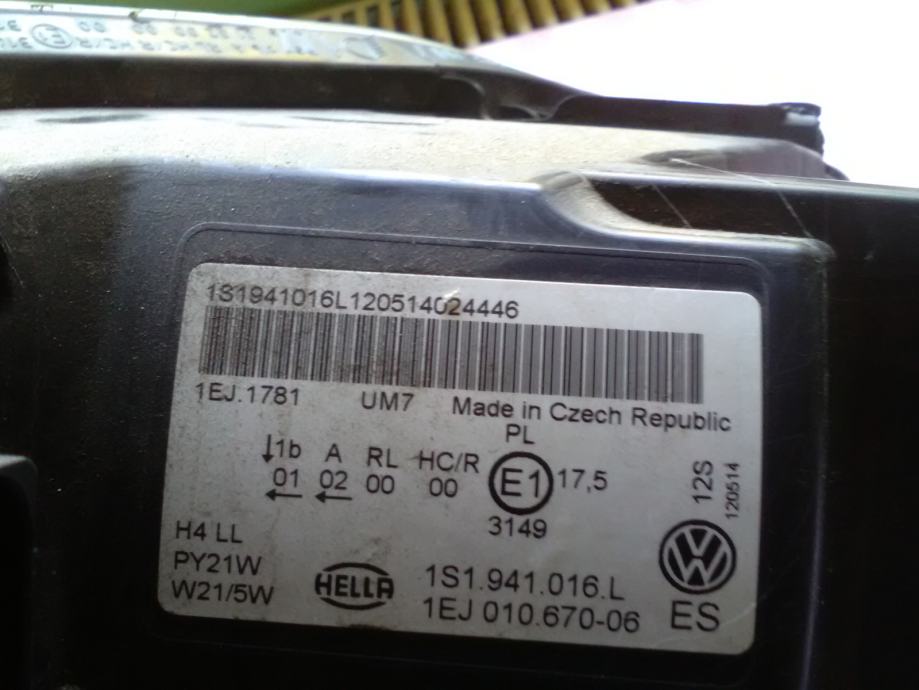 1S1941016L120514024446
1EJ.1781 UM7 Made in Czech Republic
PL
↓1b A RL HC/R
01 02 00 00 E1 17,5
← ←
3149
12S
120514
H4 LL
PY21W
W21/5W
HELLA
1S1.941.016.L
1EJ 010.670-06
VW
ES